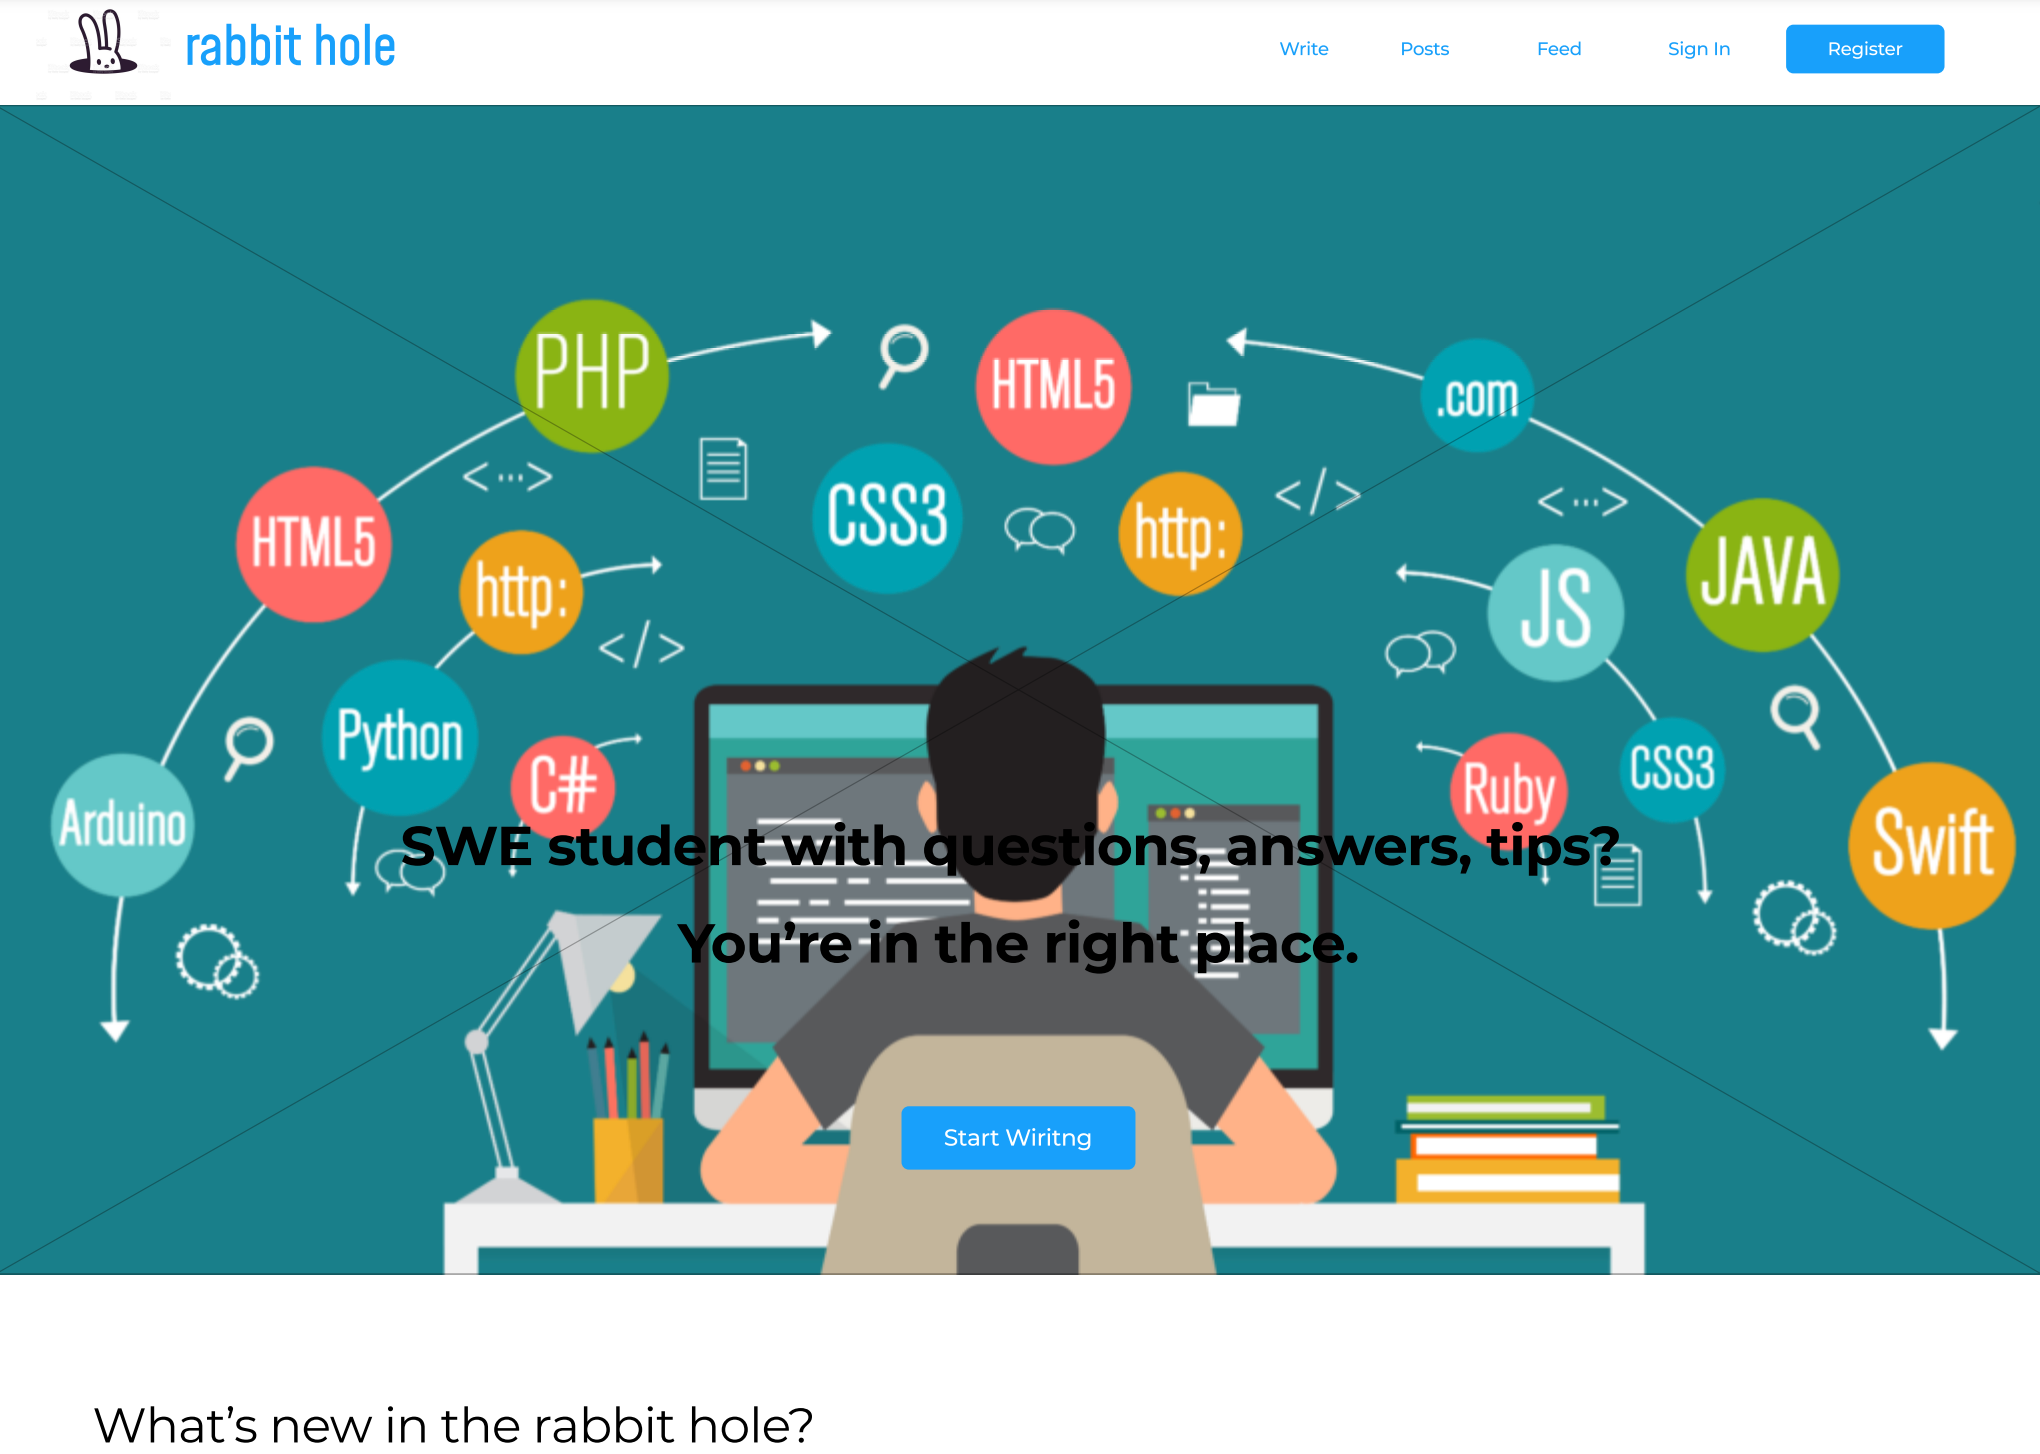 rabbit hole
Write Posts Feed Sign In Register
PHP
HTML5
.com
CSS3
http:
</>
<...>
<...>
HTML5
http:
JS
JAVA
</>
Python
C#
Ruby
CSS3
Arduino
Swift
SWE student with questions, answers, tips?
You're in the right place.
Start Wiritng
What's new in the rabbit hole?